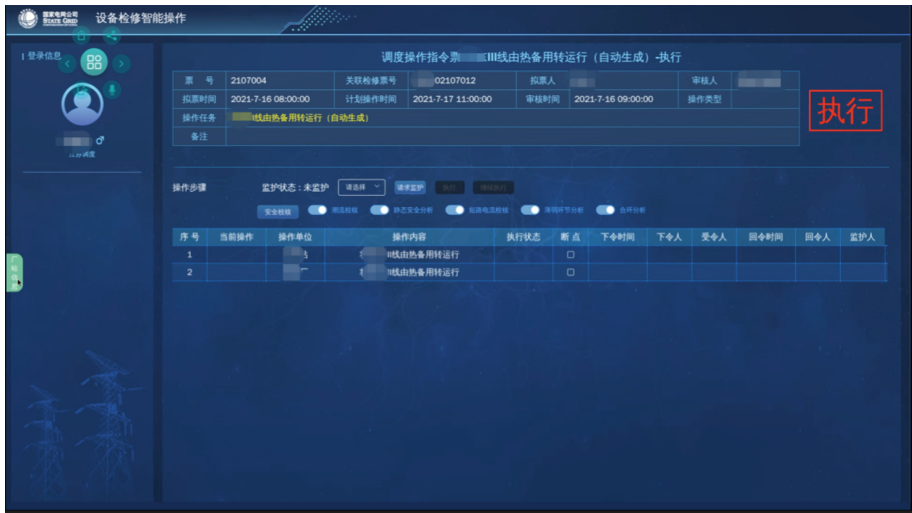 国家电网公司
STATE GRID
设备检修智能操作
登录信息
调度操作指令票 III线由热备用转运行（自动生成）-执行
票 号 2107004 关联检修票号 02107012 拟票人 审核人
拟票时间 2021-7-16 08:00:00 计划操作时间 2021-7-17 11:00:00 审核时间 2021-7-16 09:00:00 操作类型
执行
操作任务 线由热备用转运行（自动生成）
备注
操作步骤 监护状态：未监护 请选择 请求监护 执行
安全校核 潮流校核 静态安全分析 短路电流校核 薄弱环节分析 合环分析
序 号 当前操作 操作单位 操作内容 执行状态 断 点 下令时间 下令人 受令人 回令时间 回令人 监护人
1 线由热备用转运行
2 线由热备用转运行